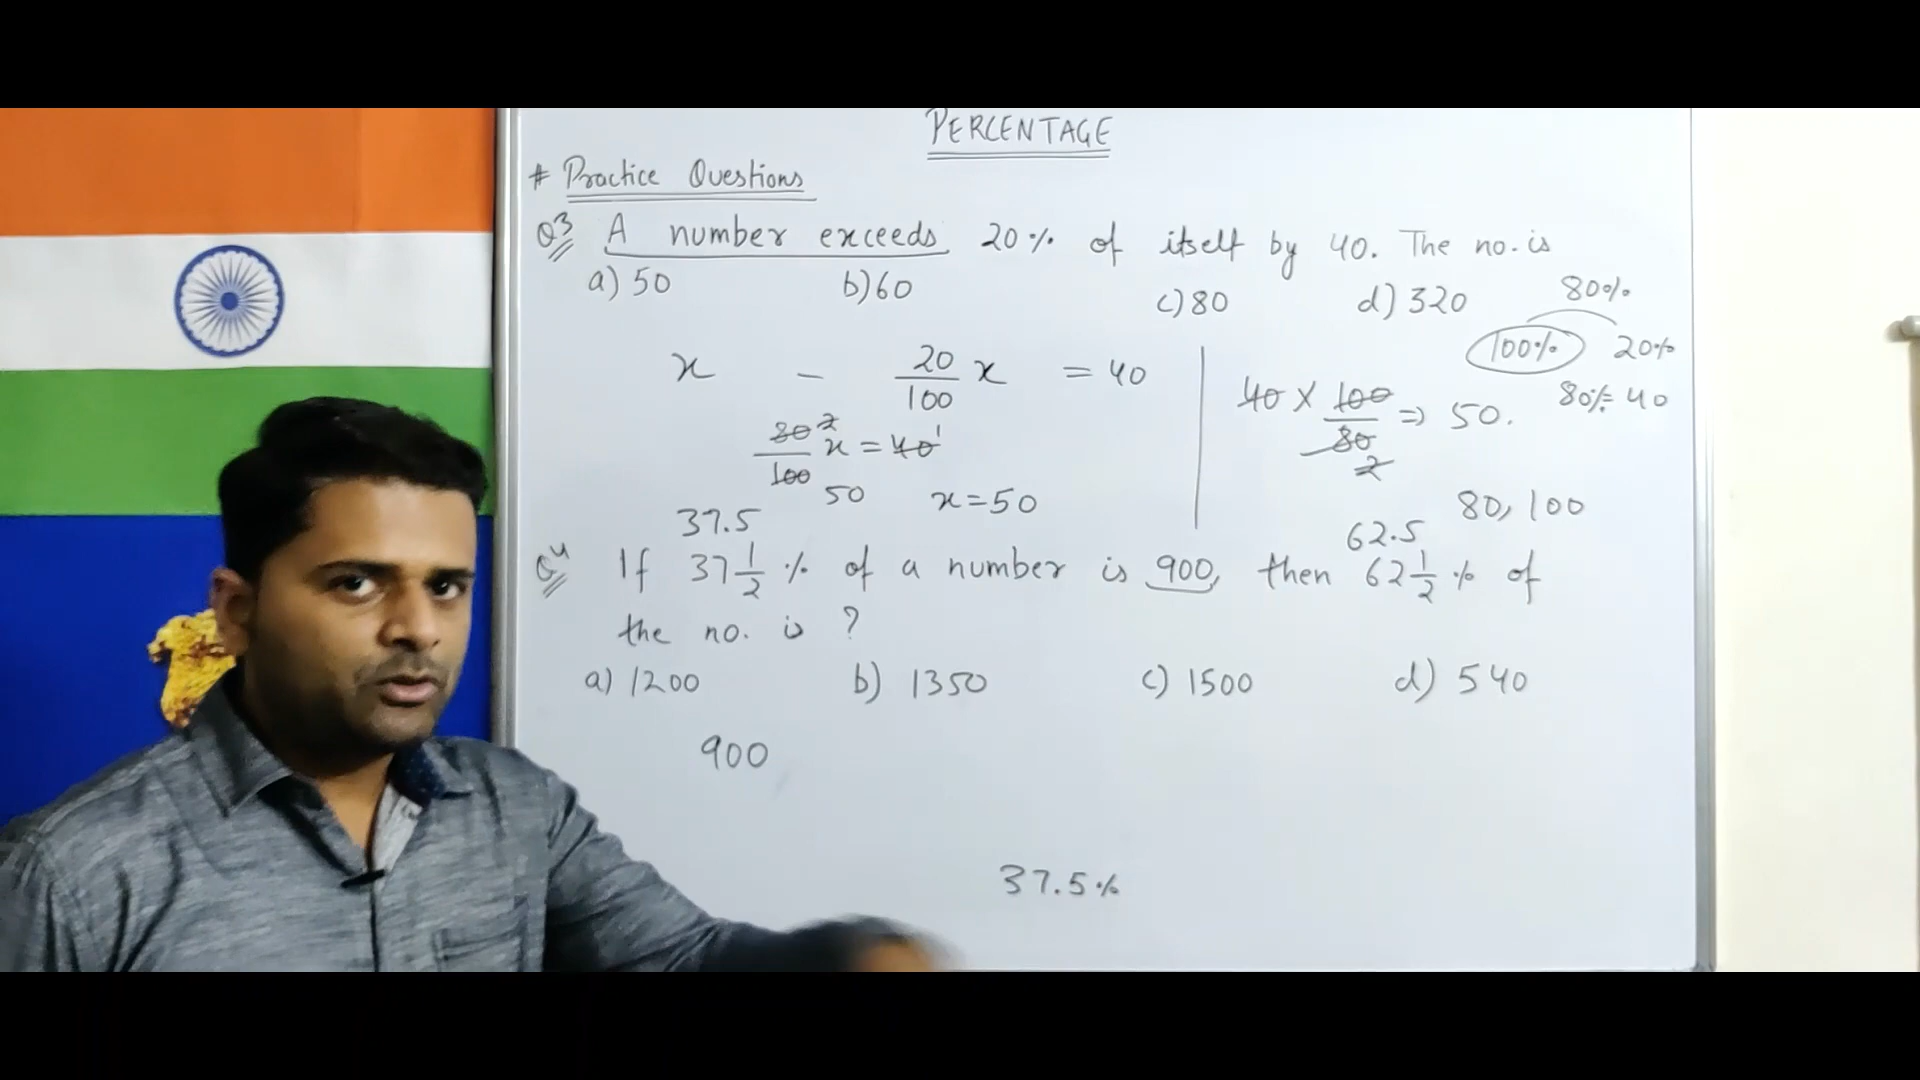 PERCENTAGE
# Practice Questions
Q3 A number exceeds 20% of itself by 40. The no. is
a) 50 b) 60 c) 80 d) 320
80%
100% 20%
80% = 40
x - 20/100 x = 40
40 × 100/80 ⇒ 50.
2
80 2/100 x = 40 1
50 x = 50
80, 100
37.5 62.5
Q4 If 37 1/2 % of a number is 900, then 62 1/2 % of
the no. is ?
a) 1200 b) 1350 c) 1500 d) 540
900
37.5%